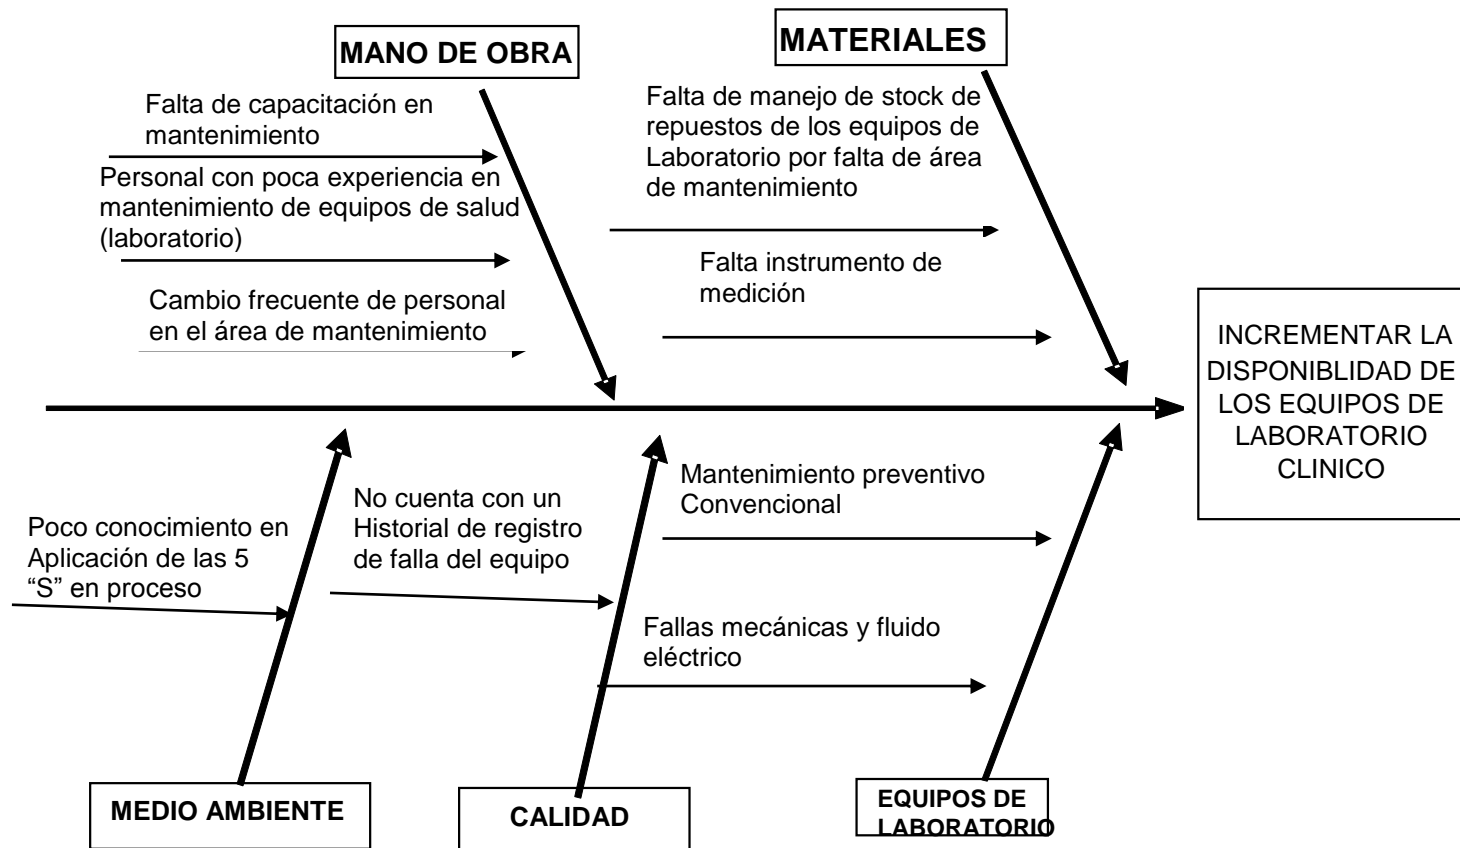 MANO DE OBRA
MATERIALES
Falta de capacitación en
mantenimiento
Personal con poca experiencia en
mantenimiento de equipos de salud
(laboratorio)
Cambio frecuente de personal
en el área de mantenimiento
Falta de manejo de stock de
repuestos de los equipos de
Laboratorio por falta de área
de mantenimiento
Falta instrumento de
medición
INCREMENTAR LA
DISPONIBLIDAD DE
LOS EQUIPOS DE
LABORATORIO
CLINICO
Poco conocimiento en
Aplicación de las 5
“S” en proceso
No cuenta con un
Historial de registro
de falla del equipo
Mantenimiento preventivo
Convencional
Fallas mecánicas y fluido
eléctrico
MEDIO AMBIENTE
CALIDAD
EQUIPOS DE
LABORATORIO